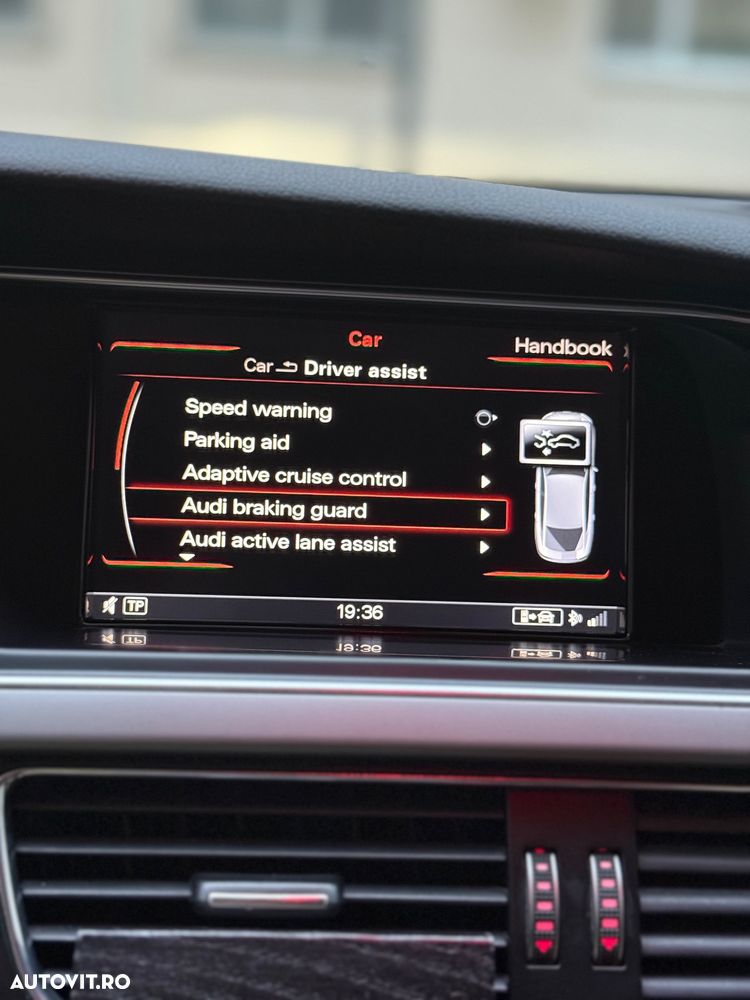 Car
Handbook
Car Driver assist
Speed warning
Parking aid
Adaptive cruise control
Audi braking guard
Audi active lane assist
TP
19:36
AUTOVIT.RO